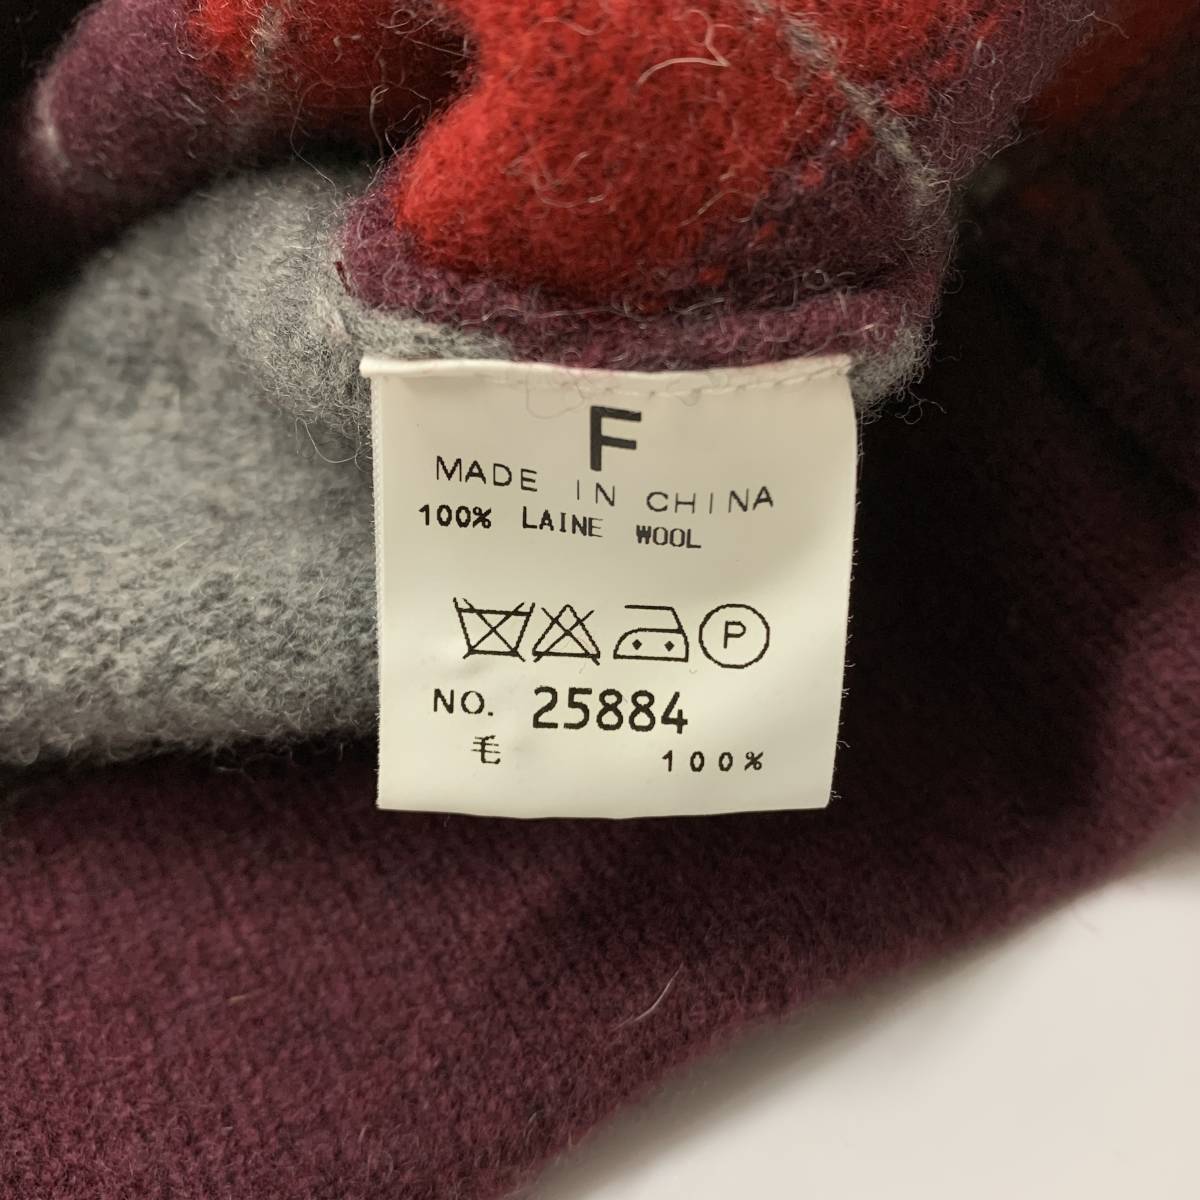 F
MADE IN CHINA
100% LAINE WOOL
P
NO. 25884
毛 100%